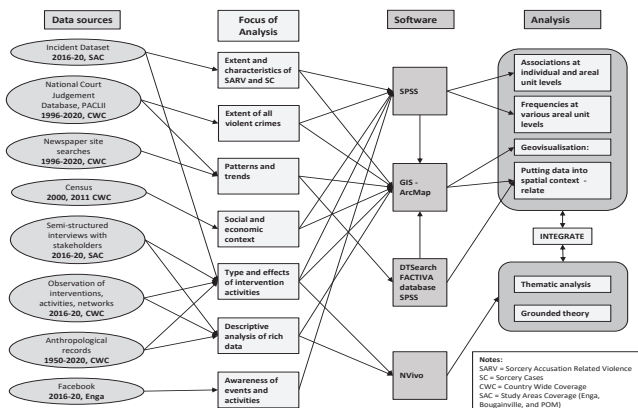 Data sources
Focus of
Analysis
Software
Analysis
Incident Dataset
2016-20, SAC
National Court
Judgement
Database, PACLII
1996-2020, CWC
Newspaper site
searches
1996-2020, CWC
Census
2000, 2011 CWC
Semi-structured
interviews with
stakeholders
2016-20, SAC
Observation of
interventions,
activities, networks
2016-20, CWC
Anthropological
records
1950-2020, CWC
Facebook
2016-20, Enga
Extent and
characteristics of
SARV and SC
Extent of all
violent crimes
Patterns and
trends
Social and
economic
context
Type and effects
of intervention
activities
Descriptive
analysis of rich
data
Awareness of
events and
activities
SPSS
GIS -
ArcMap
DTSearch
FACTIVA
database
SPSS
NVivo
Associations at
individual and areal
unit levels
Frequencies at
various areal unit
levels
Geovisualisation:
Putting data into
spatial context -
relate
INTEGRATE
Thematic analysis
Grounded theory
Notes:
SARV = Sorcery Accusation Related Violence
SC = Sorcery Cases
CWC = Country Wide Coverage
SAC = Study Areas Coverage (Enga,
Bougainville, and POM)